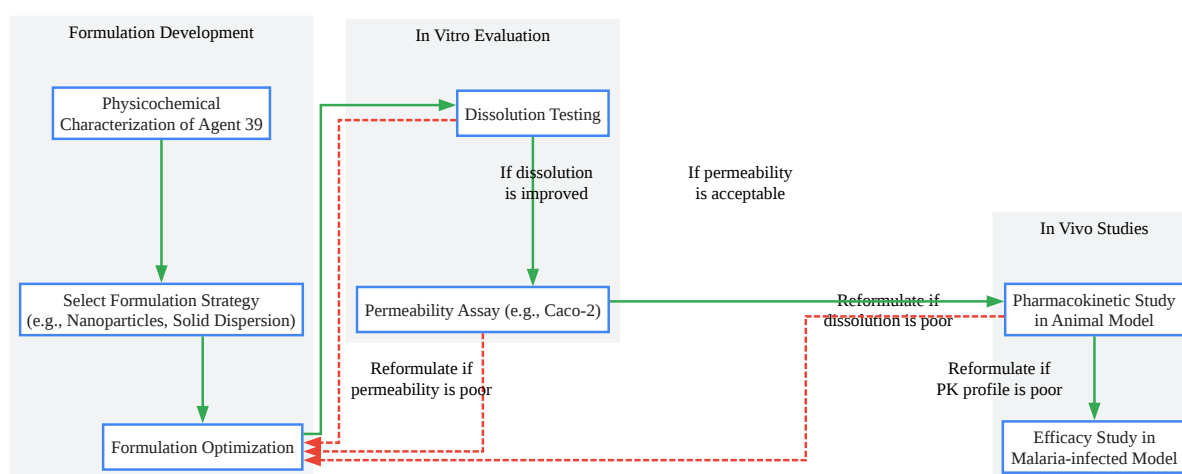 Formulation Development
Physicochemical
Characterization of Agent 39
Select Formulation Strategy
(e.g., Nanoparticles, Solid Dispersion)
Formulation Optimization
In Vitro Evaluation
Dissolution Testing
If dissolution
is improved
Permeability Assay (e.g., Caco-2)
Reformulate if
permeability is poor
If permeability
is acceptable
Reformulate if
dissolution is poor
In Vivo Studies
Pharmacokinetic Study
in Animal Model
Reformulate if
PK profile is poor
Efficacy Study in
Malaria-infected Model